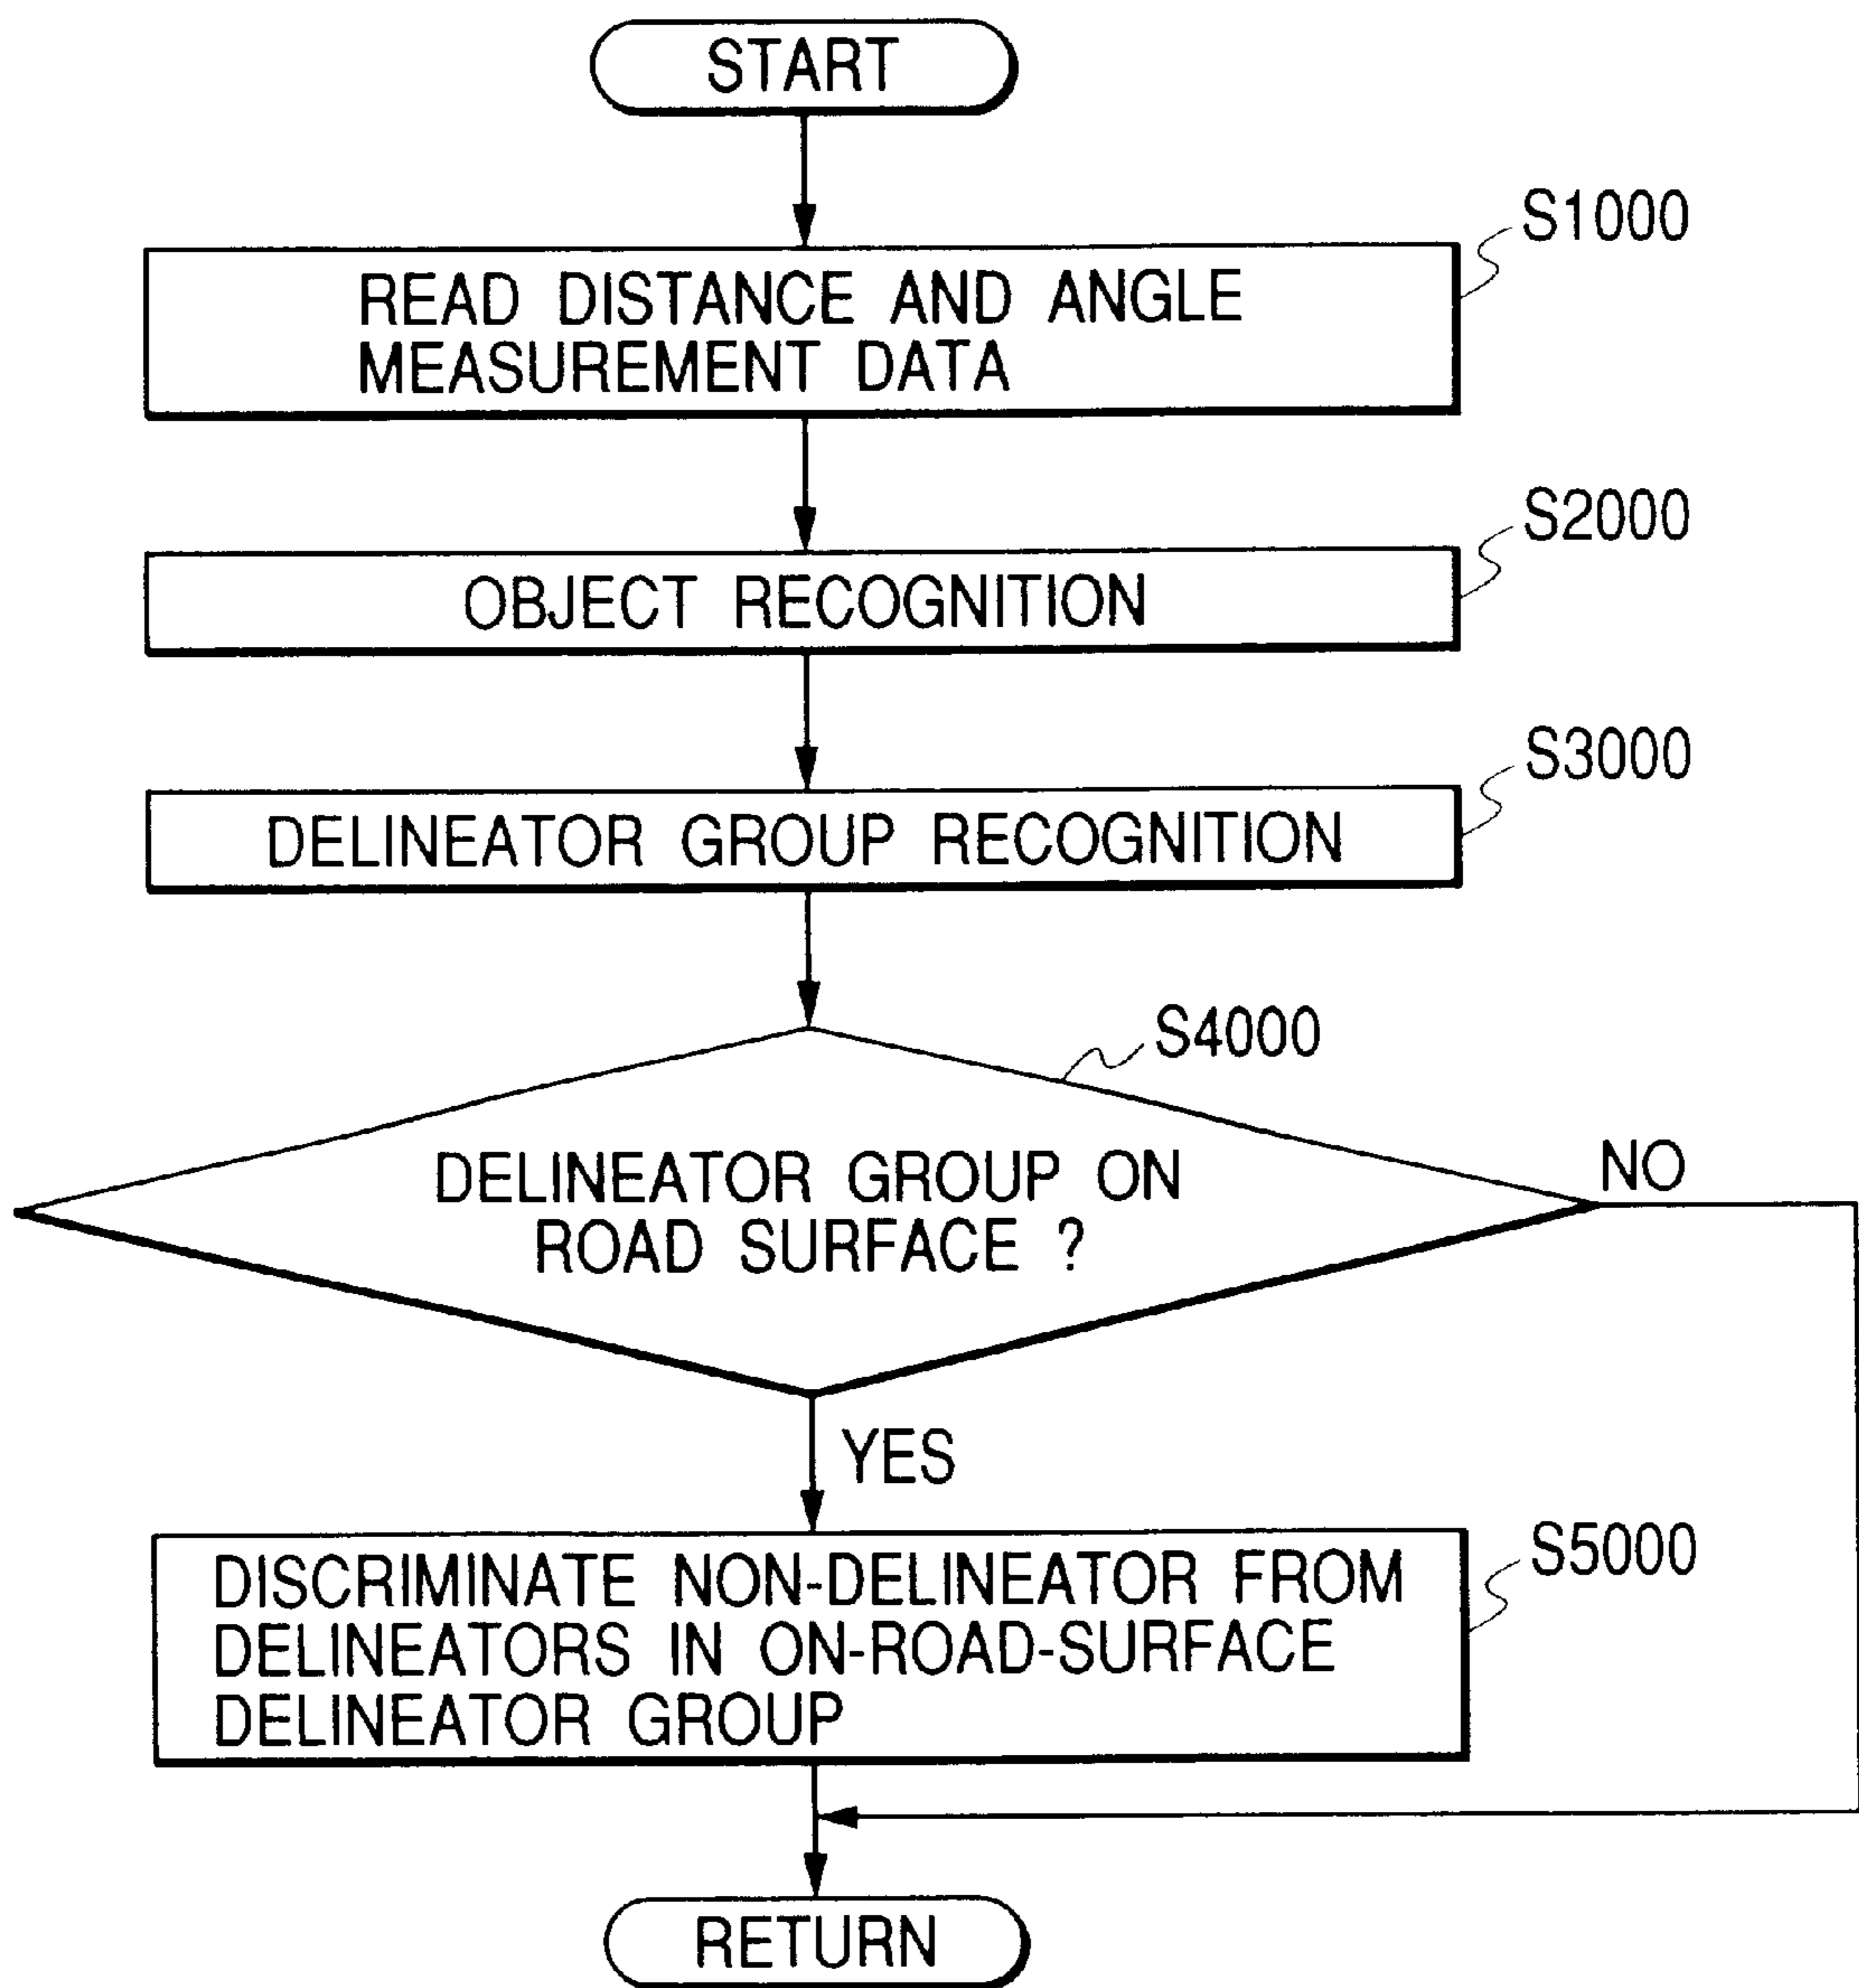 START
S1000
READ DISTANCE AND ANGLE
MEASUREMENT DATA
S2000
OBJECT RECOGNITION
S3000
DELINEATOR GROUP RECOGNITION
S4000
DELINEATOR GROUP ON
ROAD SURFACE ?
NO
YES
S5000
DISCRIMINATE NON-DELINEATOR FROM
DELINEATORS IN ON-ROAD-SURFACE
DELINEATOR GROUP
RETURN